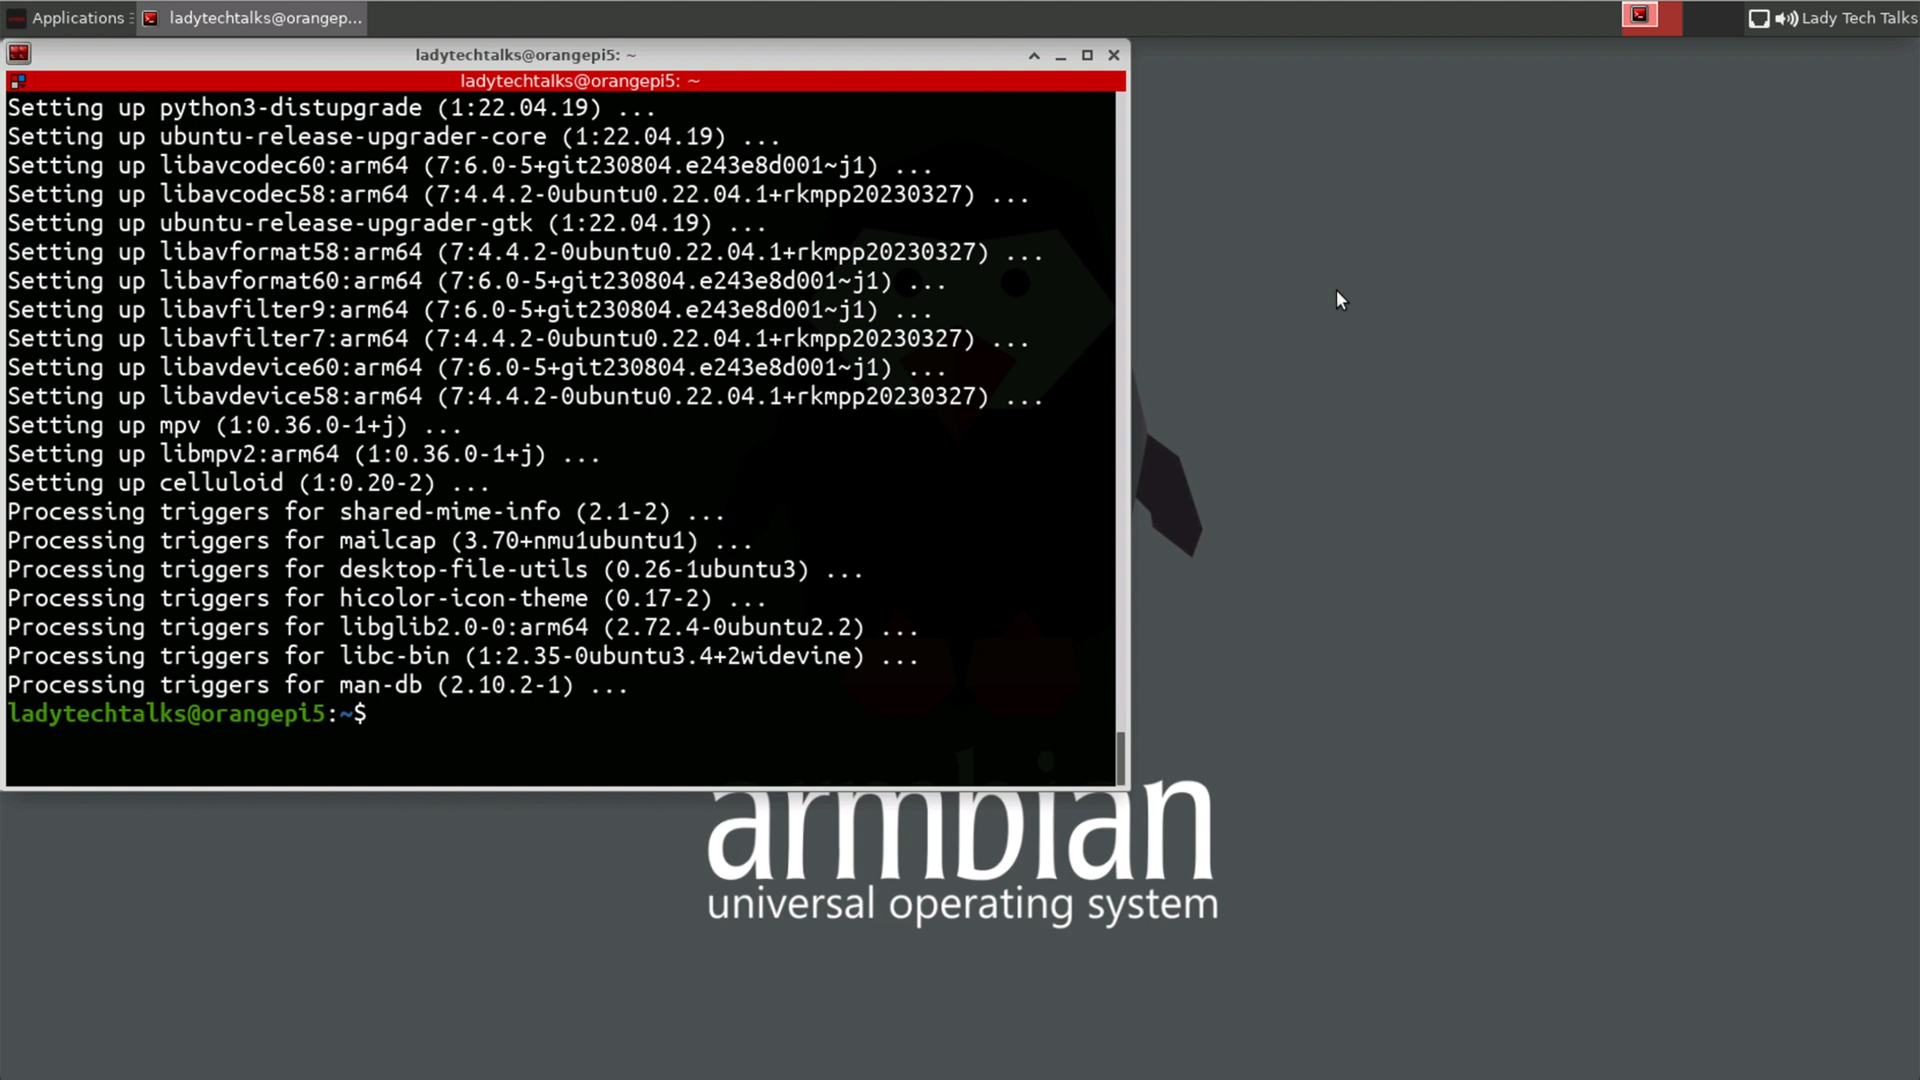 Applications
ladytechtalks@orangep...
Lady Tech Talks
ladytechtalks@orangepi5: ~
ladytechtalks@orangepi5: ~
Setting up python3-distupgrade (1:22.04.19) ...
Setting up ubuntu-release-upgrader-core (1:22.04.19) ...
Setting up libavcodec60:arm64 (7:6.0-5+git230804.e243e8d001~j1) ...
Setting up libavcodec58:arm64 (7:4.4.2-0ubuntu0.22.04.1+rkmpp20230327) ...
Setting up ubuntu-release-upgrader-gtk (1:22.04.19) ...
Setting up libavformat58:arm64 (7:4.4.2-0ubuntu0.22.04.1+rkmpp20230327) ...
Setting up libavformat60:arm64 (7:6.0-5+git230804.e243e8d001~j1) ...
Setting up libavfilter9:arm64 (7:6.0-5+git230804.e243e8d001~j1) ...
Setting up libavfilter7:arm64 (7:4.4.2-0ubuntu0.22.04.1+rkmpp20230327) ...
Setting up libavdevice60:arm64 (7:6.0-5+git230804.e243e8d001~j1) ...
Setting up libavdevice58:arm64 (7:4.4.2-0ubuntu0.22.04.1+rkmpp20230327) ...
Setting up mpv (1:0.36.0-1+j) ...
Setting up libmpv2:arm64 (1:0.36.0-1+j) ...
Setting up celluloid (1:0.20-2) ...
Processing triggers for shared-mime-info (2.1-2) ...
Processing triggers for mailcap (3.70+nmu1ubuntu1) ...
Processing triggers for desktop-file-utils (0.26-1ubuntu3) ...
Processing triggers for hicolor-icon-theme (0.17-2) ...
Processing triggers for libglib2.0-0:arm64 (2.72.4-0ubuntu2.2) ...
Processing triggers for libc-bin (1:2.35-0ubuntu3.4+2widevine) ...
Processing triggers for man-db (2.10.2-1) ...
ladytechtalks@orangepi5:~$
armbian
universal operating system